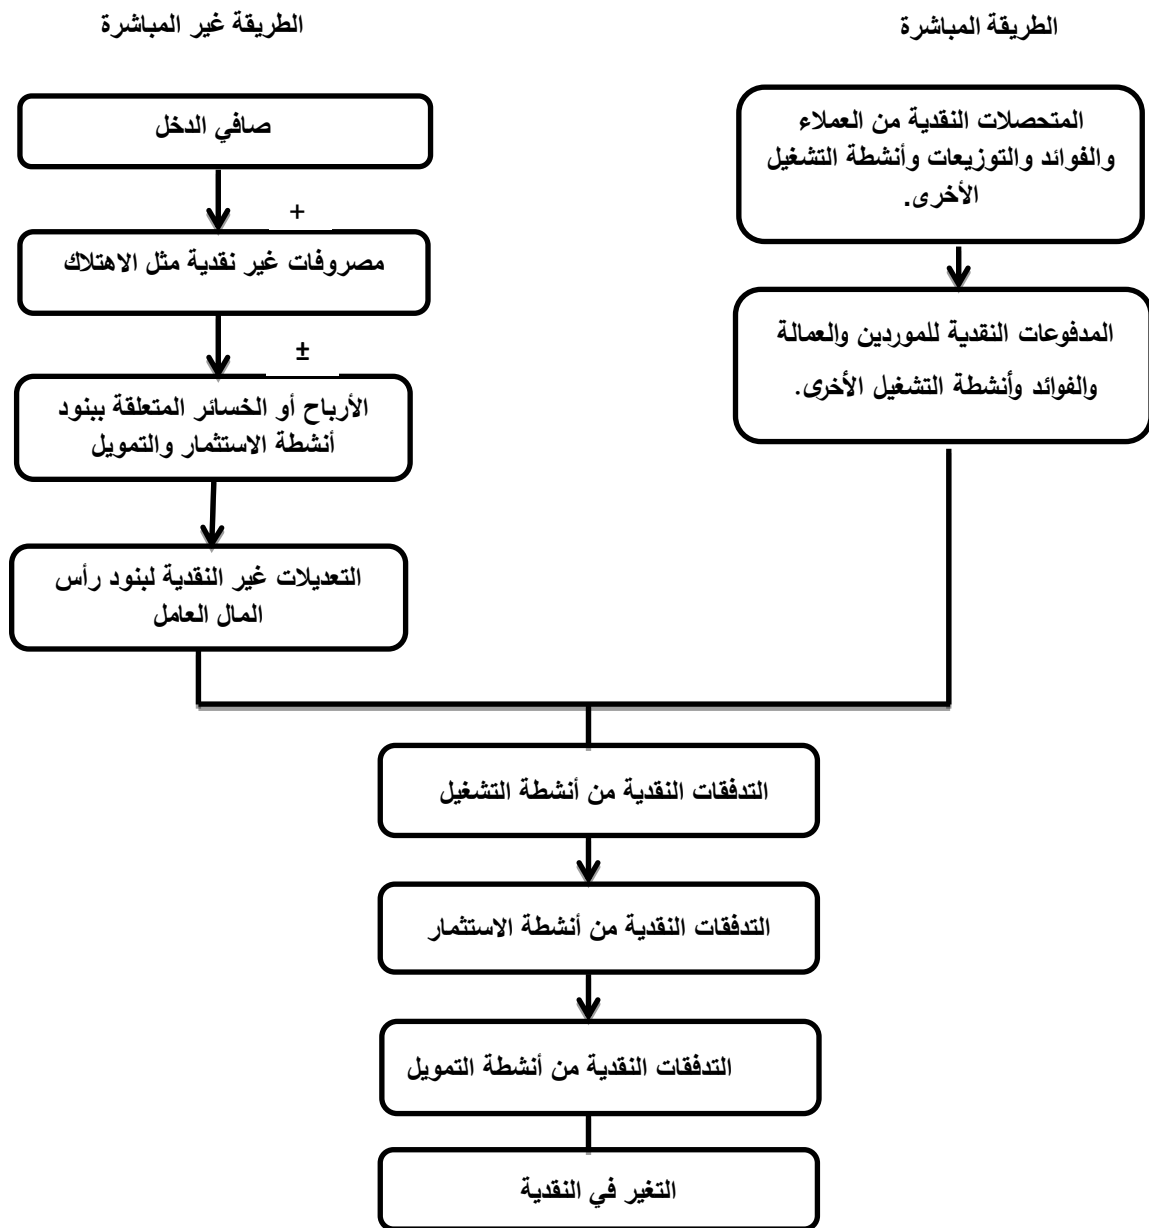 الطريقة المباشرة
المتحصلات النقدية من العملاء
والفوائد والتوزيعات وأنشطة التشغيل
الأخرى.
المدفوعات النقدية للموردين والعمالة
والفوائد وأنشطة التشغيل الأخرى.
الطريقة غير المباشرة
صافي الدخل
+
مصروفات غير نقدية مثل الاهتلاك
±
الأرباح أو الخسائر المتعلقة ببنود
أنشطة الاستثمار والتمويل
التعديلات غير النقدية لبنود رأس
المال العامل
التدفقات النقدية من أنشطة التشغيل
التدفقات النقدية من أنشطة الاستثمار
التدفقات النقدية من أنشطة التمويل
التغير في النقدية